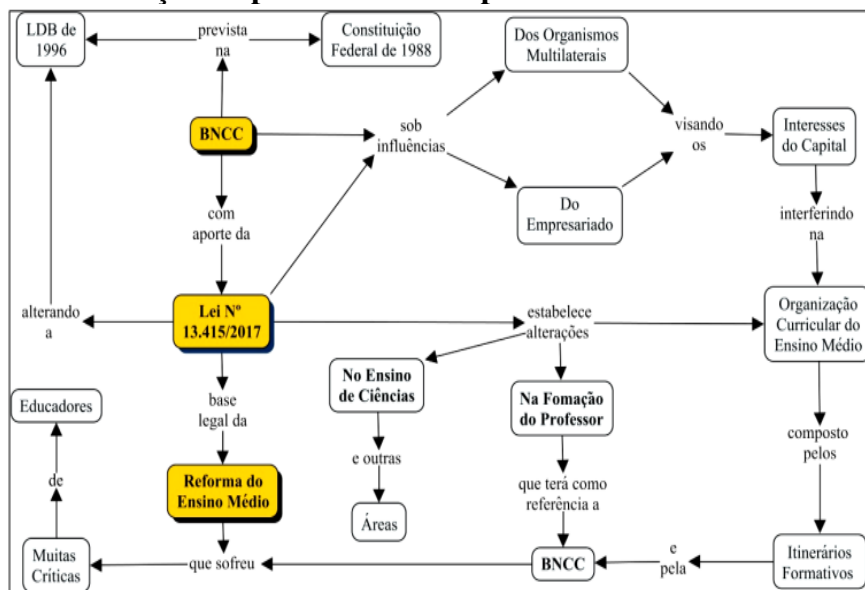 LDB de
1996
prevista
na
Constituição
Federal de 1988
Dos Organismos
Multilaterais
BNCC
sob
influências
visando
os
Interesses
do Capital
Do
Empresariado
com
aporte da
interferindo
na
alterando
a
Lei Nº
13.415/2017
estabelece
alterações
Organização
Curricular do
Ensino Médio
Educadores
base
legal da
No Ensino
de Ciências
Na Fomação
do Professor
composto
pelos
de
e outras
que terá como
referência a
Reforma do
Ensino Médio
Áreas
Muitas
Críticas
que sofreu
BNCC
e
pela
Itinerários
Formativos